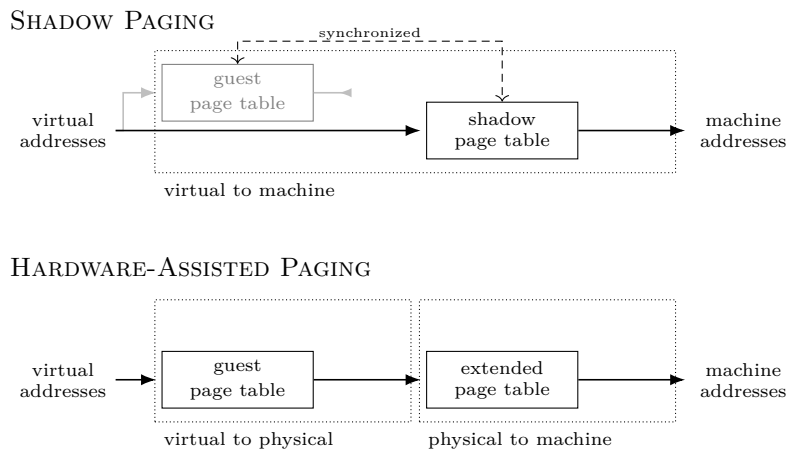 SHADOW PAGING
synchronized
guest
page table
virtual
addresses
shadow
page table
machine
addresses
virtual to machine
HARDWARE-ASSISTED PAGING
virtual
addresses
guest
page table
extended
page table
machine
addresses
virtual to physical
physical to machine